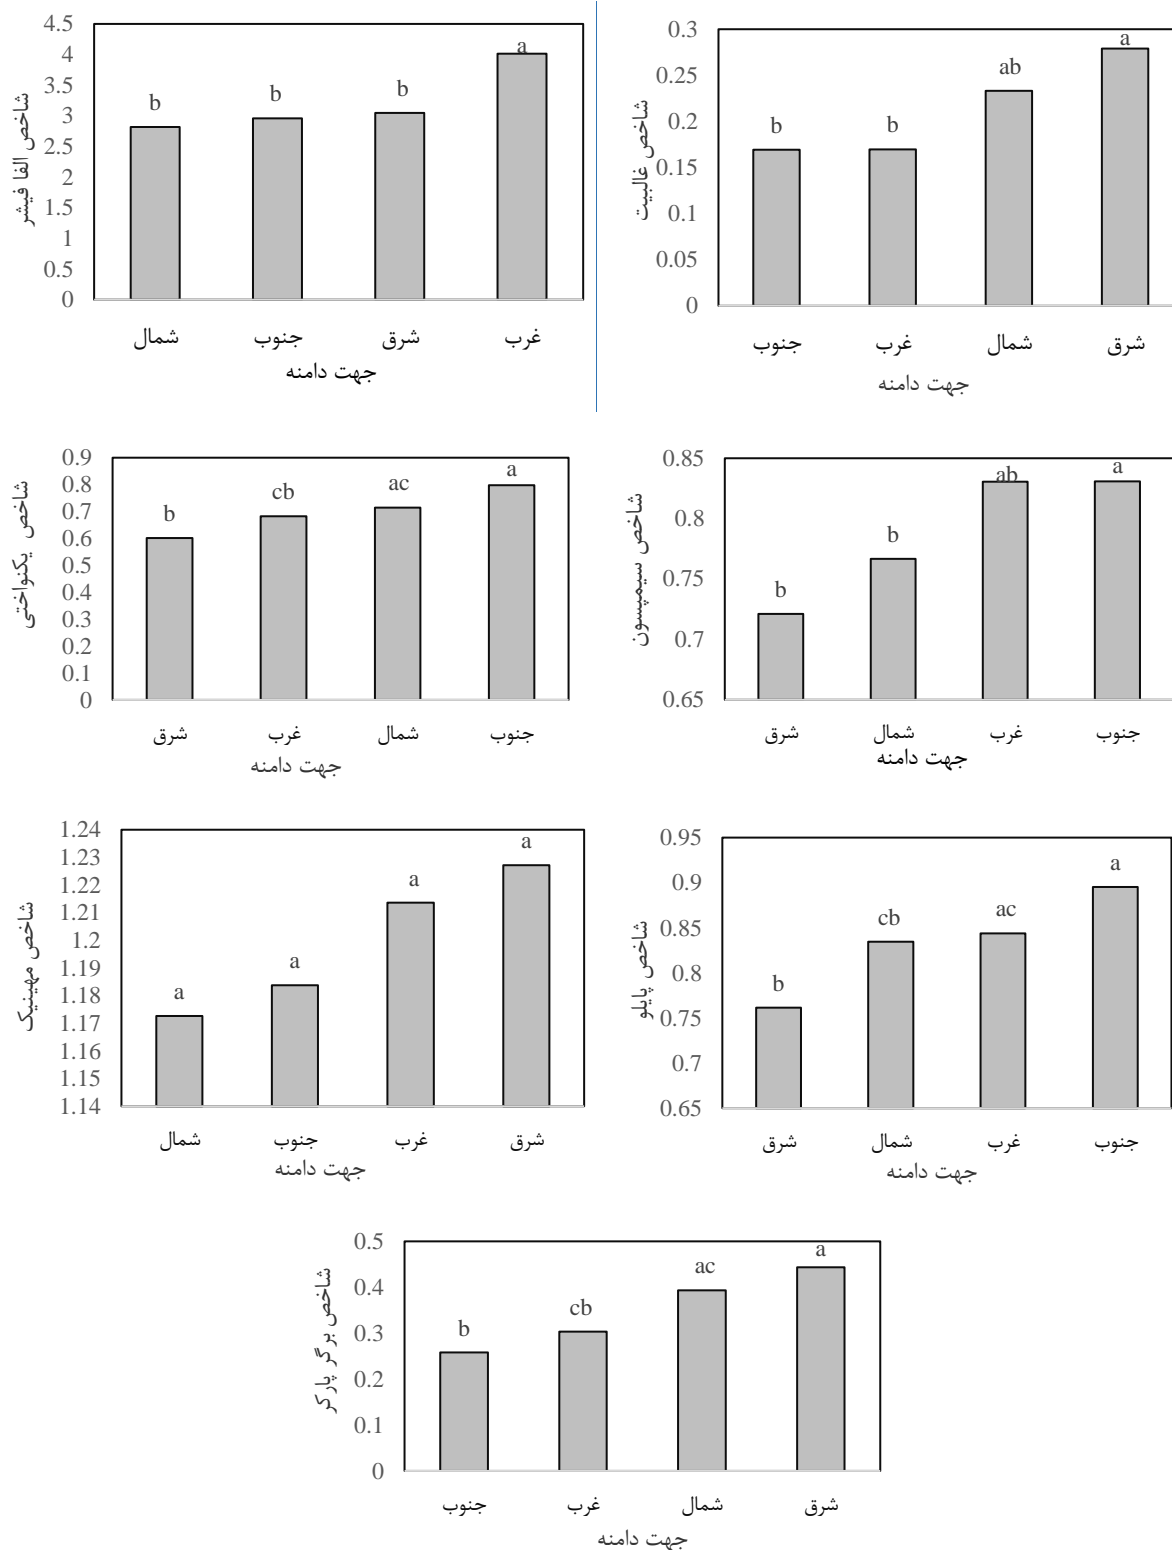 شاخص الفا فیشر
4.5
4
3.5
3
2.5
2
1.5
1
0.5
0
b
b
b
a
شمال جنوب شرق غرب
جهت دامنه
شاخص غالبیت
0.3
0.25
0.2
0.15
0.1
0.05
0
b
b
ab
a
جنوب غرب شمال شرق
جهت دامنه
شاخص یکنواختی
0.9
0.8
0.7
0.6
0.5
0.4
0.3
0.2
0.1
0
b
cb
ac
a
شرق غرب شمال جنوب
جهت دامنه
شاخص سیمپسون
0.85
0.8
0.75
0.7
0.65
b
b
ab
a
شرق شمال غرب جنوب
جهت دامنه
شاخص مهینیک
1.24
1.23
1.22
1.21
1.2
1.19
1.18
1.17
1.16
1.15
1.14
a
a
a
a
شمال جنوب غرب شرق
جهت دامنه
شاخص پایلو
0.95
0.9
0.85
0.8
0.75
0.7
0.65
b
cb
ac
a
شرق شمال غرب جنوب
جهت دامنه
شاخص برگر پارکر
0.5
0.4
0.3
0.2
0.1
0
b
cb
ac
a
جنوب غرب شمال شرق
جهت دامنه